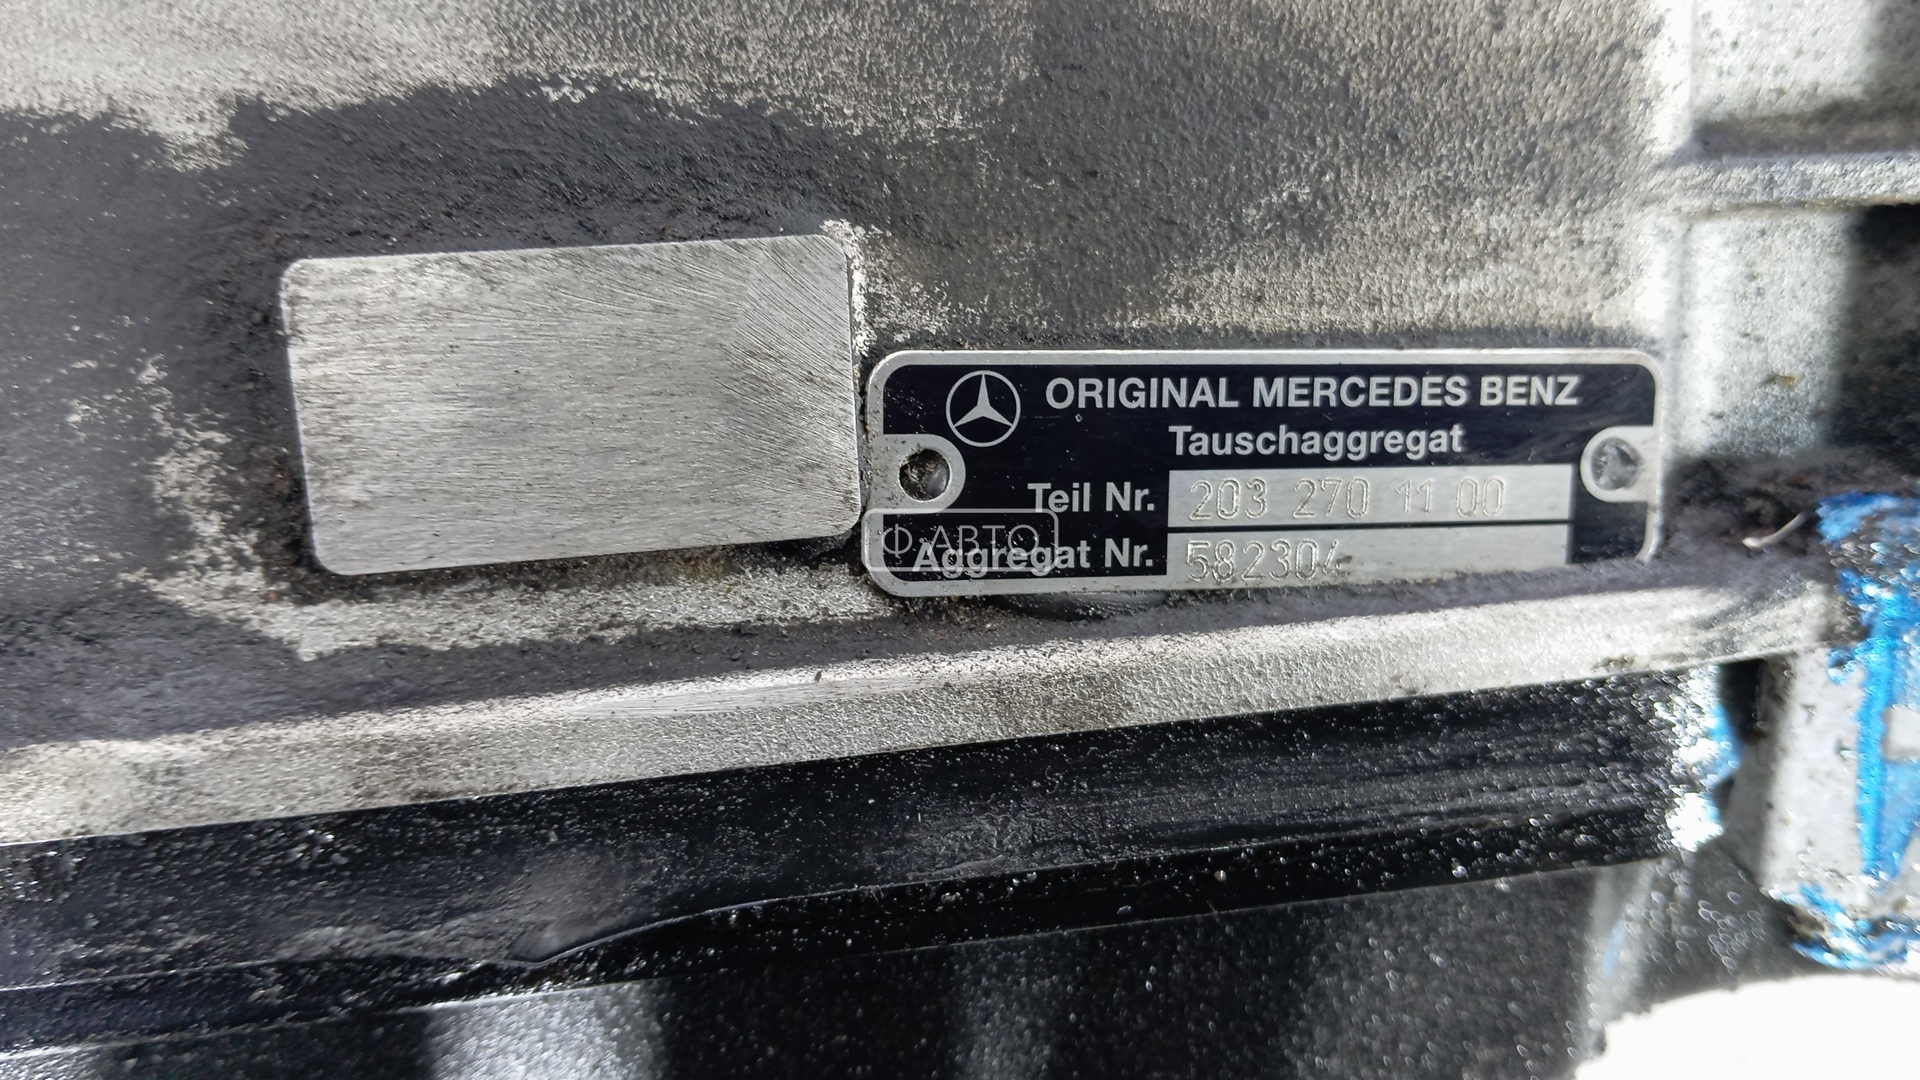 ORIGINAL MERCEDES BENZ
Tauschaggregat
Teil Nr. 203 270 11 00
Ф-АВТО
Aggregat Nr. 582304